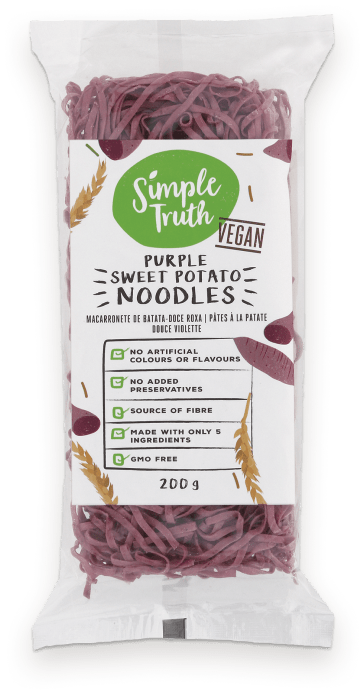 Simple
Truth
VEGAN
PURPLE
SWEET POTATO
NOODLES
MACARRONETE DE BATATA-DOCE ROXA | PÂTES À LA PATATE
DOUCE VIOLETTE
NO ARTIFICIAL
COLOURS OR FLAVOURS
NO ADDED
PRESERVATIVES
SOURCE OF FIBRE
MADE WITH ONLY 5
INGREDIENTS
GMO FREE
200g